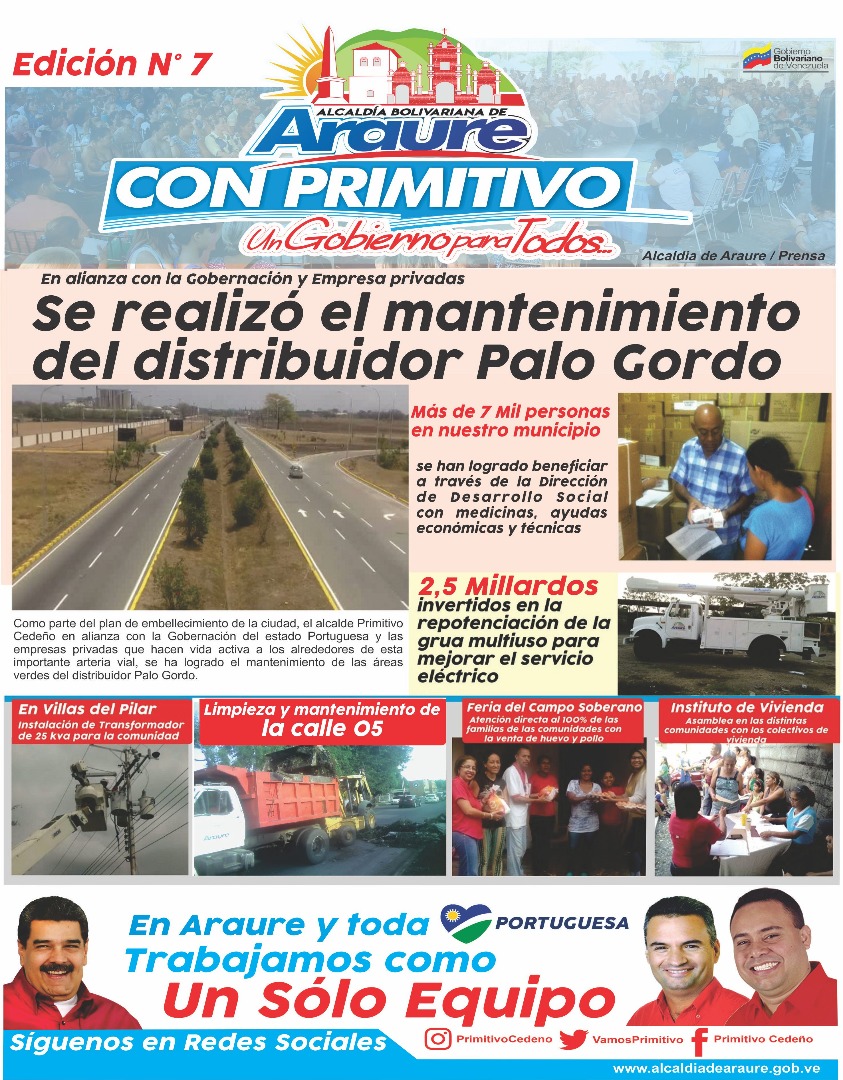 Edición N° 7
Gobierno
Bolivariano
de Venezuela
ALCALDÍA BOLIVARIANA DE
Araure
CON PRIMITIVO
Un Gobierno para Todos...
Alcaldia de Araure / Prensa
En alianza con la Gobernación y Empresa privadas
Se realizó el mantenimiento
del distribuidor Palo Gordo
Más de 7 Mil personas
en nuestro municipio
se han logrado beneficiar
a través de la Dirección
de Desarrollo Social
con medicinas, ayudas
económicas y técnicas
2,5 Millardos
invertidos en la
repotenciación de la
grua multiuso para
mejorar el servicio
eléctrico
Araure
Como parte del plan de embellecimiento de la ciudad, el alcalde Primitivo
Cedeño en alianza con la Gobernación del estado Portuguesa y las
empresas privadas que hacen vida activa a los alrededores de esta
importante arteria vial, se ha logrado el mantenimiento de las áreas
verdes del distribuidor Palo Gordo.
En Villas del Pilar
Instalación de Transformador
de 25 kva para la comunidad
Limpieza y mantenimiento de
la calle 05
Araure
Feria del Campo Soberano
Atención directa al 100% de las
familias de las comunidades con
la venta de huevo y pollo
Instituto de Vivienda
Asamblea en las distintas
comunidades con los colectivos de
vivienda
En Araure y toda PORTUGUESA
Trabajamos como
Un Sólo Equipo
Síguenos en Redes Sociales
PrimitivoCedeno
VamosPrimitivo
Primitivo Cedeño
www.alcaldiadearaure.gob.ve